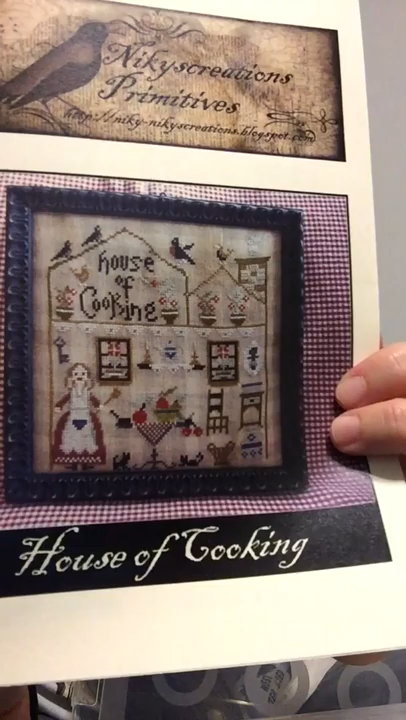 Nikyscreations
Primitives
http://niky-nikyscreations.blogspot.com
house
of
Cooking
House of Cooking